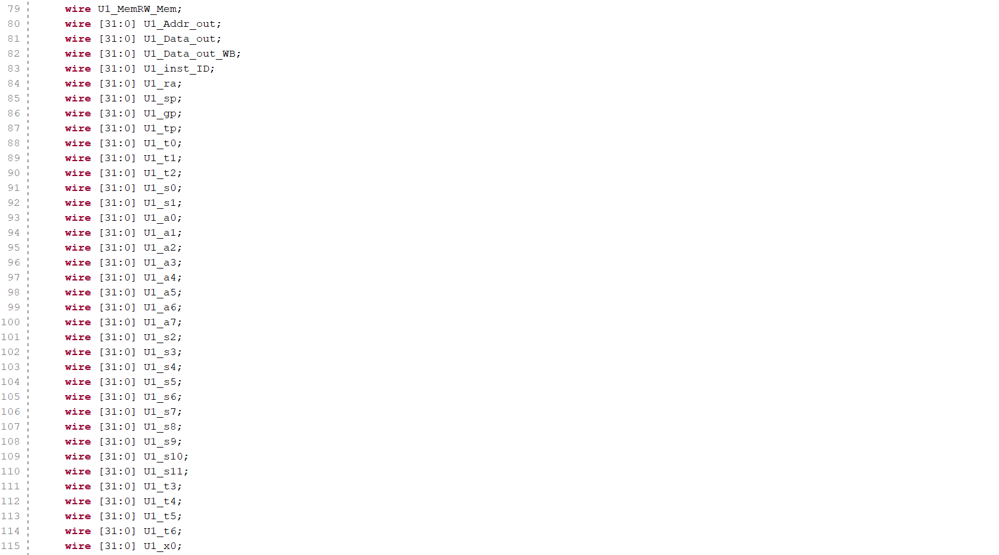 79 wire U1_MemRW_Mem;
80 wire [31:0] U1_Addr_out;
81 wire [31:0] U1_Data_out;
82 wire [31:0] U1_Data_out_WB;
83 wire [31:0] U1_inst_ID;
84 wire [31:0] U1_ra;
85 wire [31:0] U1_sp;
86 wire [31:0] U1_gp;
87 wire [31:0] U1_tp;
88 wire [31:0] U1_t0;
89 wire [31:0] U1_t1;
90 wire [31:0] U1_t2;
91 wire [31:0] U1_s0;
92 wire [31:0] U1_s1;
93 wire [31:0] U1_a0;
94 wire [31:0] U1_a1;
95 wire [31:0] U1_a2;
96 wire [31:0] U1_a3;
97 wire [31:0] U1_a4;
98 wire [31:0] U1_a5;
99 wire [31:0] U1_a6;
100 wire [31:0] U1_a7;
101 wire [31:0] U1_s2;
102 wire [31:0] U1_s3;
103 wire [31:0] U1_s4;
104 wire [31:0] U1_s5;
105 wire [31:0] U1_s6;
106 wire [31:0] U1_s7;
107 wire [31:0] U1_s8;
108 wire [31:0] U1_s9;
109 wire [31:0] U1_s10;
110 wire [31:0] U1_s11;
111 wire [31:0] U1_t3;
112 wire [31:0] U1_t4;
113 wire [31:0] U1_t5;
114 wire [31:0] U1_t6;
115 wire [31:0] U1_x0;